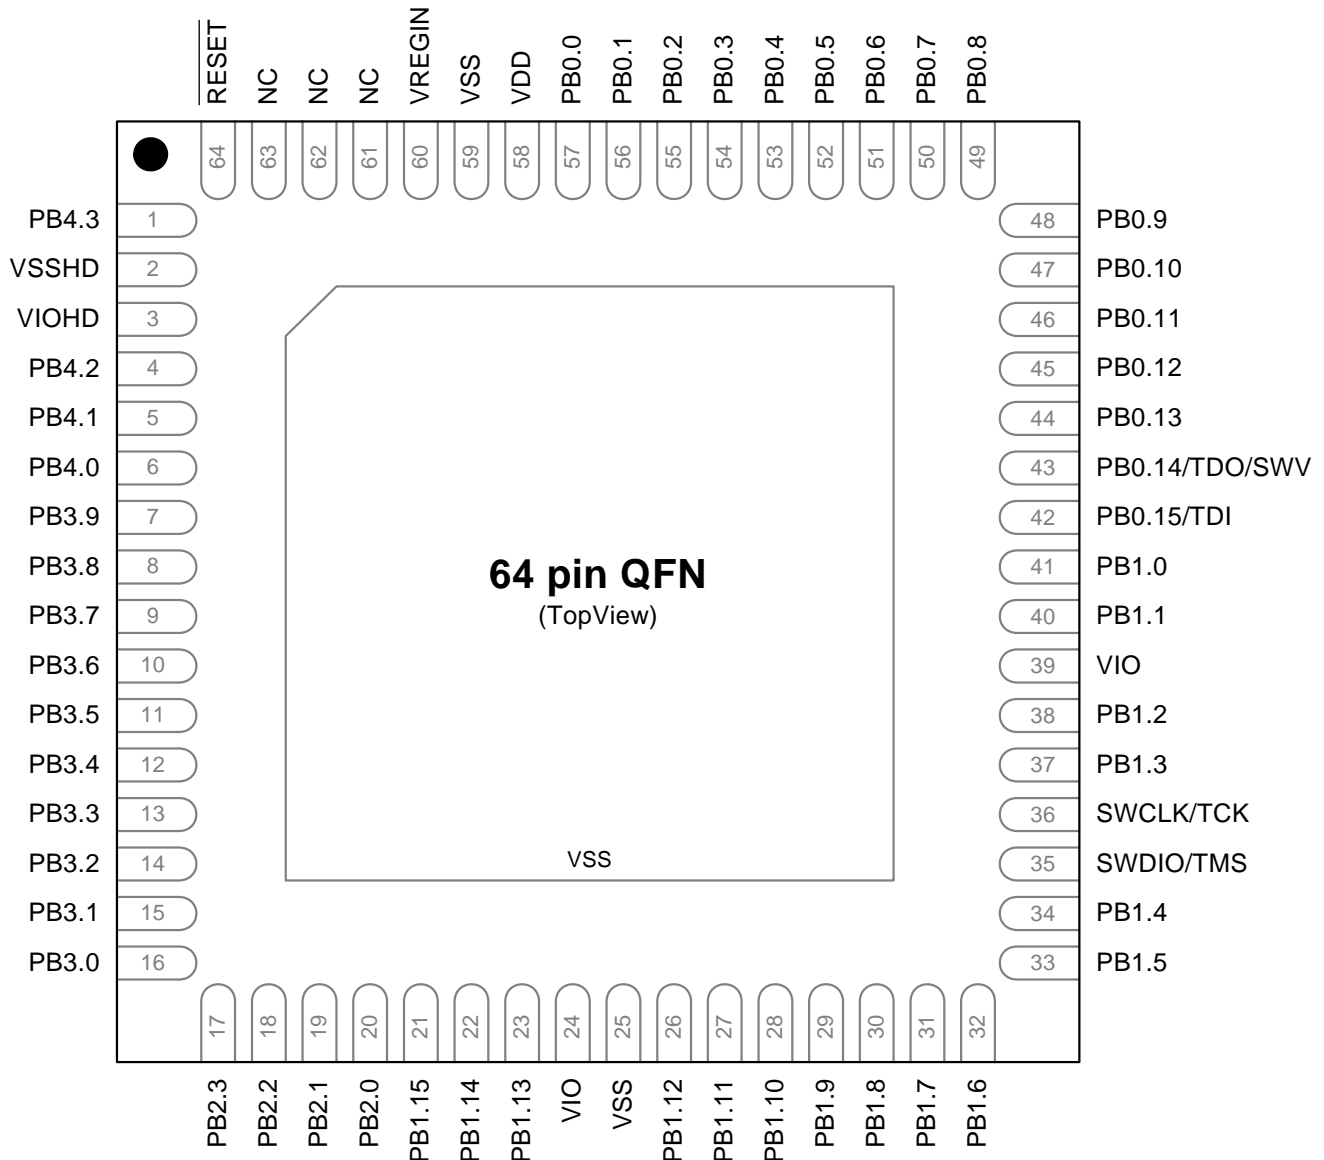 RESET
NC
NC
NC
VREGIN
VSS
VDD
PB0.0
PB0.1
PB0.2
PB0.3
PB0.4
PB0.5
PB0.6
PB0.7
PB0.8
64
63
62
61
60
59
58
57
56
55
54
53
52
51
50
49
PB4.3 1
VSSHD 2
VIOHD 3
PB4.2 4
PB4.1 5
PB4.0 6
PB3.9 7
PB3.8 8
PB3.7 9
PB3.6 10
PB3.5 11
PB3.4 12
PB3.3 13
PB3.2 14
PB3.1 15
PB3.0 16
64 pin QFN
(TopView)
VSS
48 PB0.9
47 PB0.10
46 PB0.11
45 PB0.12
44 PB0.13
43 PB0.14/TDO/SWV
42 PB0.15/TDI
41 PB1.0
40 PB1.1
39 VIO
38 PB1.2
37 PB1.3
36 SWCLK/TCK
35 SWDIO/TMS
34 PB1.4
33 PB1.5
17
18
19
20
21
22
23
24
25
26
27
28
29
30
31
32
PB2.3
PB2.2
PB2.1
PB2.0
PB1.15
PB1.14
PB1.13
VIO
VSS
PB1.12
PB1.11
PB1.10
PB1.9
PB1.8
PB1.7
PB1.6